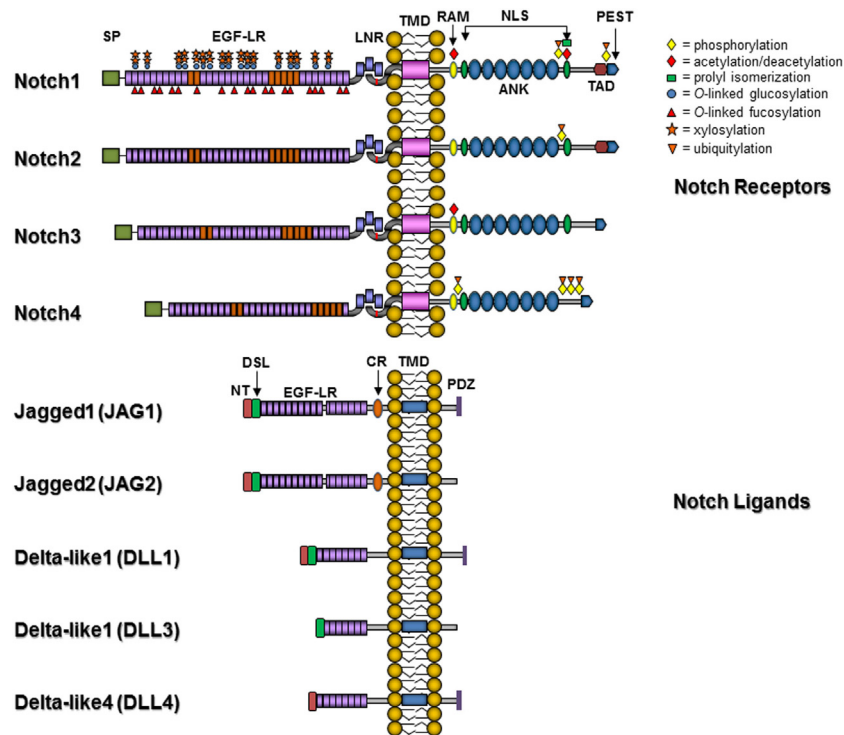 SP EGF-LR LNR TMD RAM NLS PEST
Notch1
ANK
TAD
= phosphorylation
= acetylation/deacetylation
= prolyl isomerization
= O-linked glucosylation
= O-linked fucosylation
= xylosylation
= ubiquitylation
Notch2
Notch Receptors
Notch3
Notch4
DSL CR TMD
NT EGF-LR PDZ
Jagged1 (JAG1)
Jagged2 (JAG2)
Notch Ligands
Delta-like1 (DLL1)
Delta-like1 (DLL3)
Delta-like4 (DLL4)